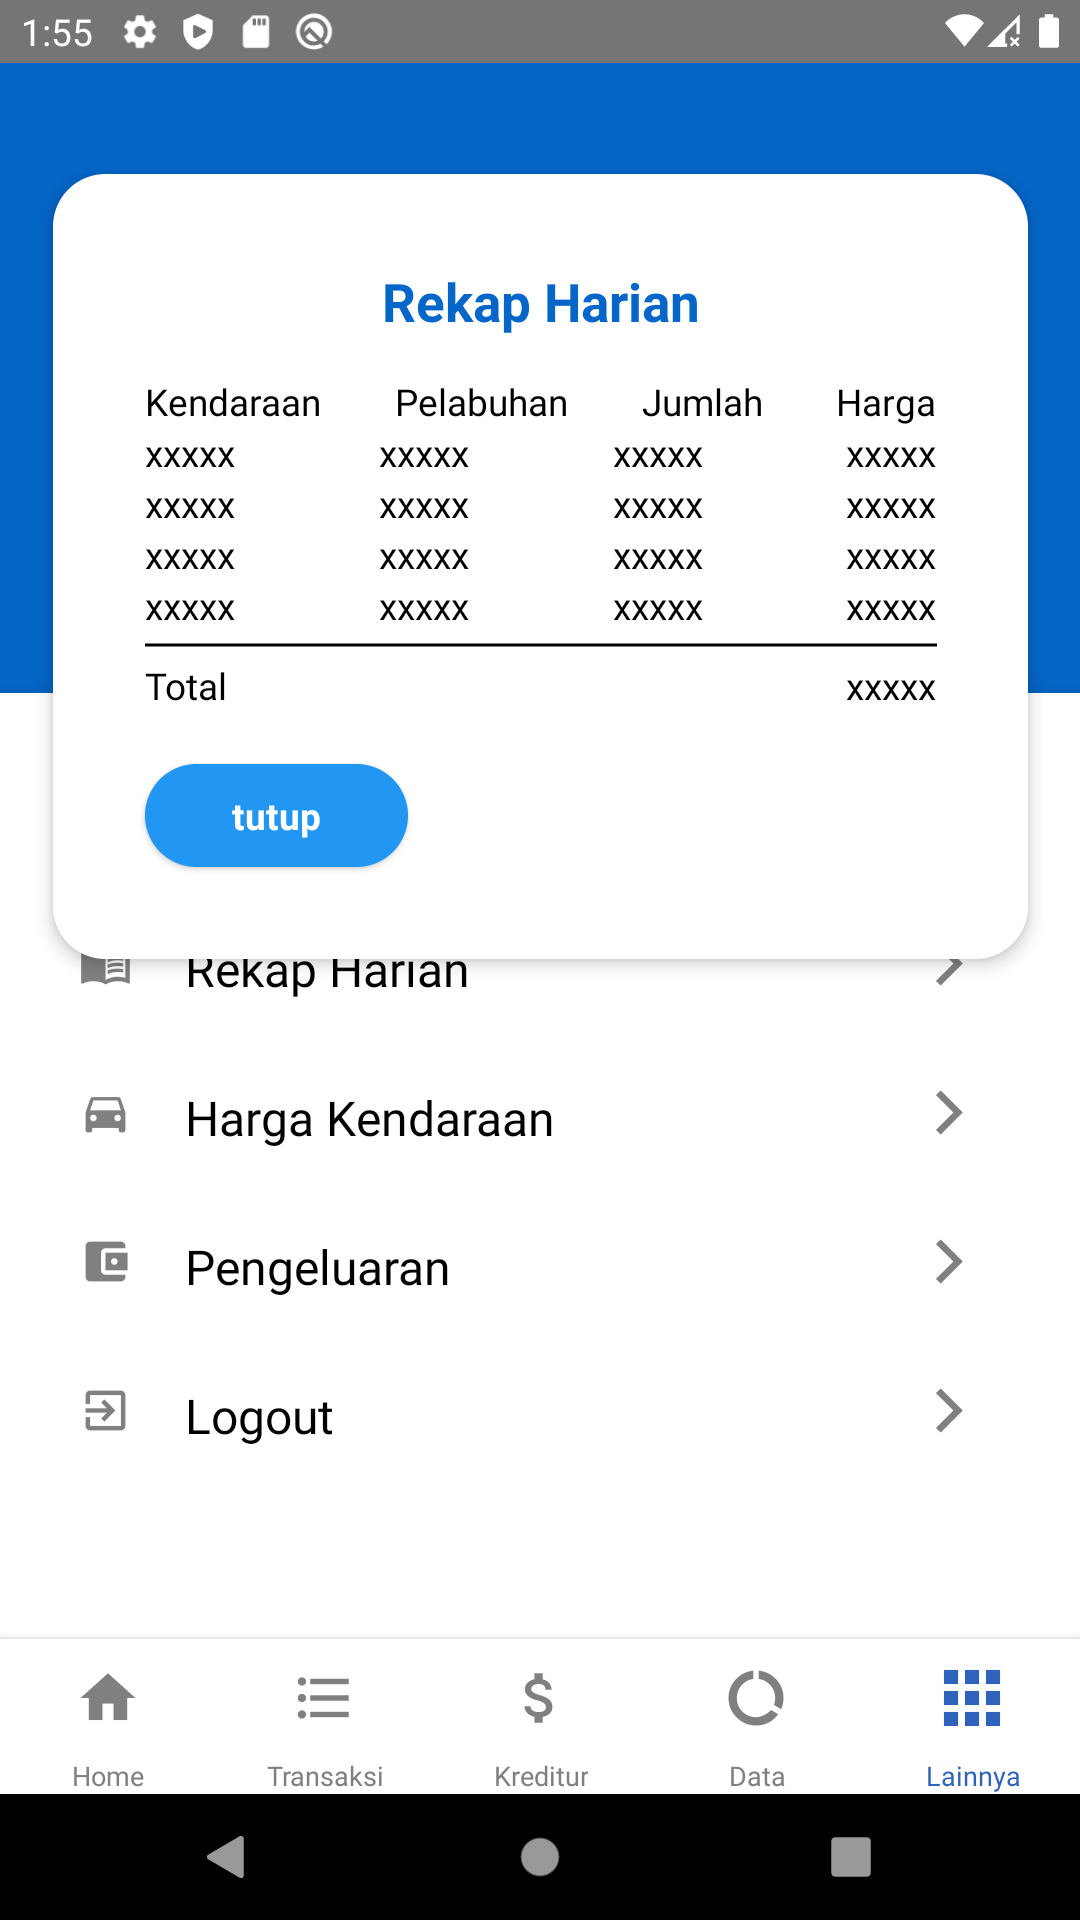 1:55
Rekap Harian
Kendaraan Pelabuhan Jumlah Harga
xxxxx xxxxx xxxxx xxxxx
xxxxx xxxxx xxxxx xxxxx
xxxxx xxxxx xxxxx xxxxx
xxxxx xxxxx xxxxx xxxxx
Total xxxxx
tutup
Rekap Harian
Harga Kendaraan
Pengeluaran
Logout
Home Transaksi Kreditur Data Lainnya